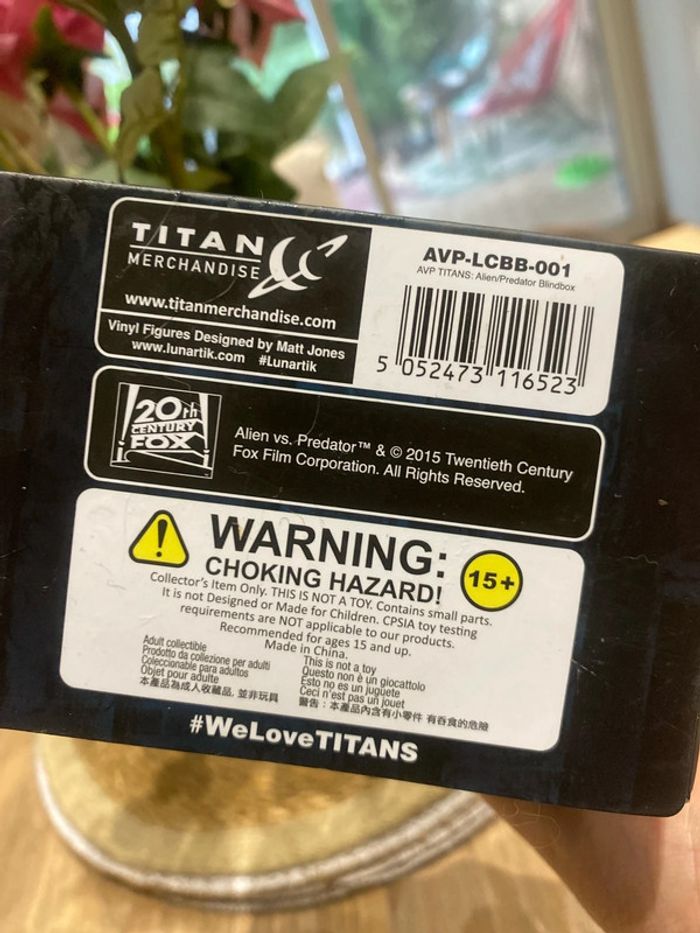 TITAN
MERCHANDISE
www.titanmerchandise.com
Vinyl Figures Designed by Matt Jones
www.lunartik.com #Lunartik
AVP-LCBB-001
AVP TITANS: Alien/Predator Blindbox
5 052473 116523
20th
CENTURY
FOX
Alien vs. Predator™ & © 2015 Twentieth Century
Fox Film Corporation. All Rights Reserved.
WARNING:
CHOKING HAZARD!
15+
Collector's Item Only. THIS IS NOT A TOY. Contains small parts.
It is not Designed or Made for Children. CPSIA toy testing
requirements are NOT applicable to our products.
Recommended for ages 15 and up.
Made in China.
Adult collectible
Prodotto da collezione per adulti
Coleccionable para adultos
Objet pour adulte
本產品為成人收藏品, 並非玩具
This is not a toy
Questo non è un giocattolo
Esto no es un juguete
Ceci n'est pas un jouet
警告：本產品內含有小零件 有吞食的危險
#WeLoveTITANS